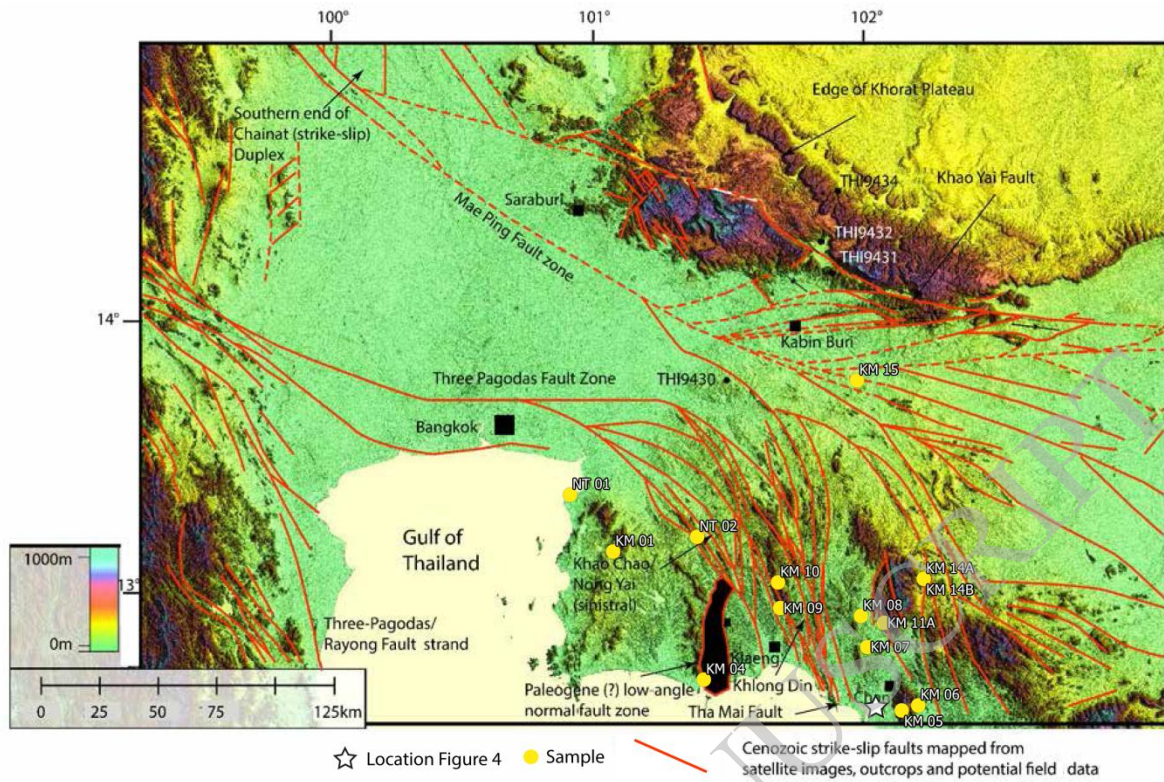 100°
101°
102°
Edge of Khorat Plateau
Southern end of
Chainat (strike-slip)
Duplex
THI9434
Khao Yai Fault
Saraburi
Mae Ping Fault zone
THI9432
THI9431
14°
Kabin Buri
Three Pagodas Fault Zone
THI9430
KM 15
Bangkok
NT 01
Gulf of
Thailand
KM 01
NT 02
Khao Chao/
Nong Yai
(sinistral)
KM 10
KM 09
KM 14A
KM 14B
KM 08
KM 11A
KM 07
1000m
13°
0m
Three-Pagodas/
Rayong Fault strand
KM 04
Klaeng
Khlong Din
Paleogene (?) low-angle
normal fault zone
Tha Mai Fault
Chan
KM 06
KM 05
0 25 50 75 125km
Location Figure 4
Sample
Cenozoic strike-slip faults mapped from
satellite images, outcrops and potential field data